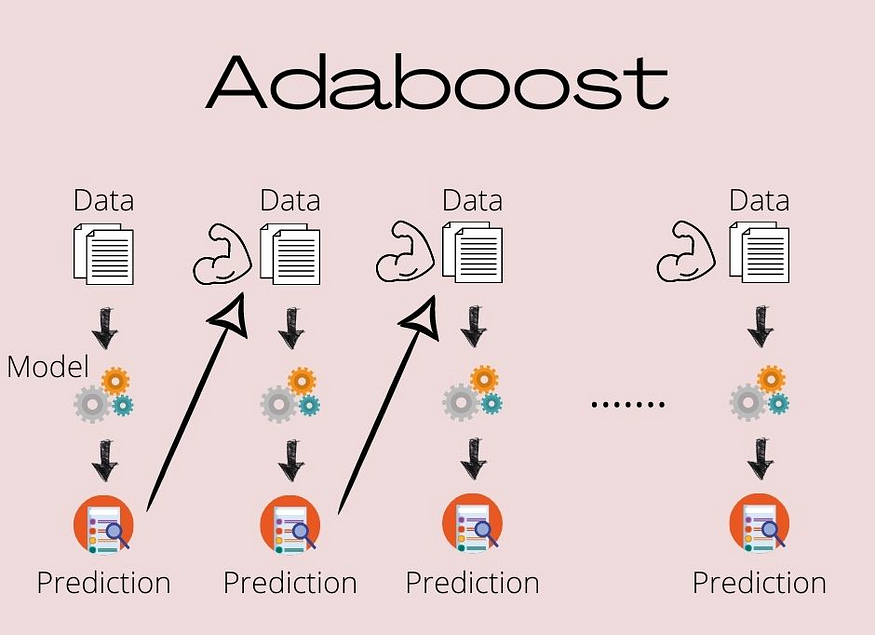 Adaboost
Data Data Data Data
Model
.......
Prediction Prediction Prediction Prediction